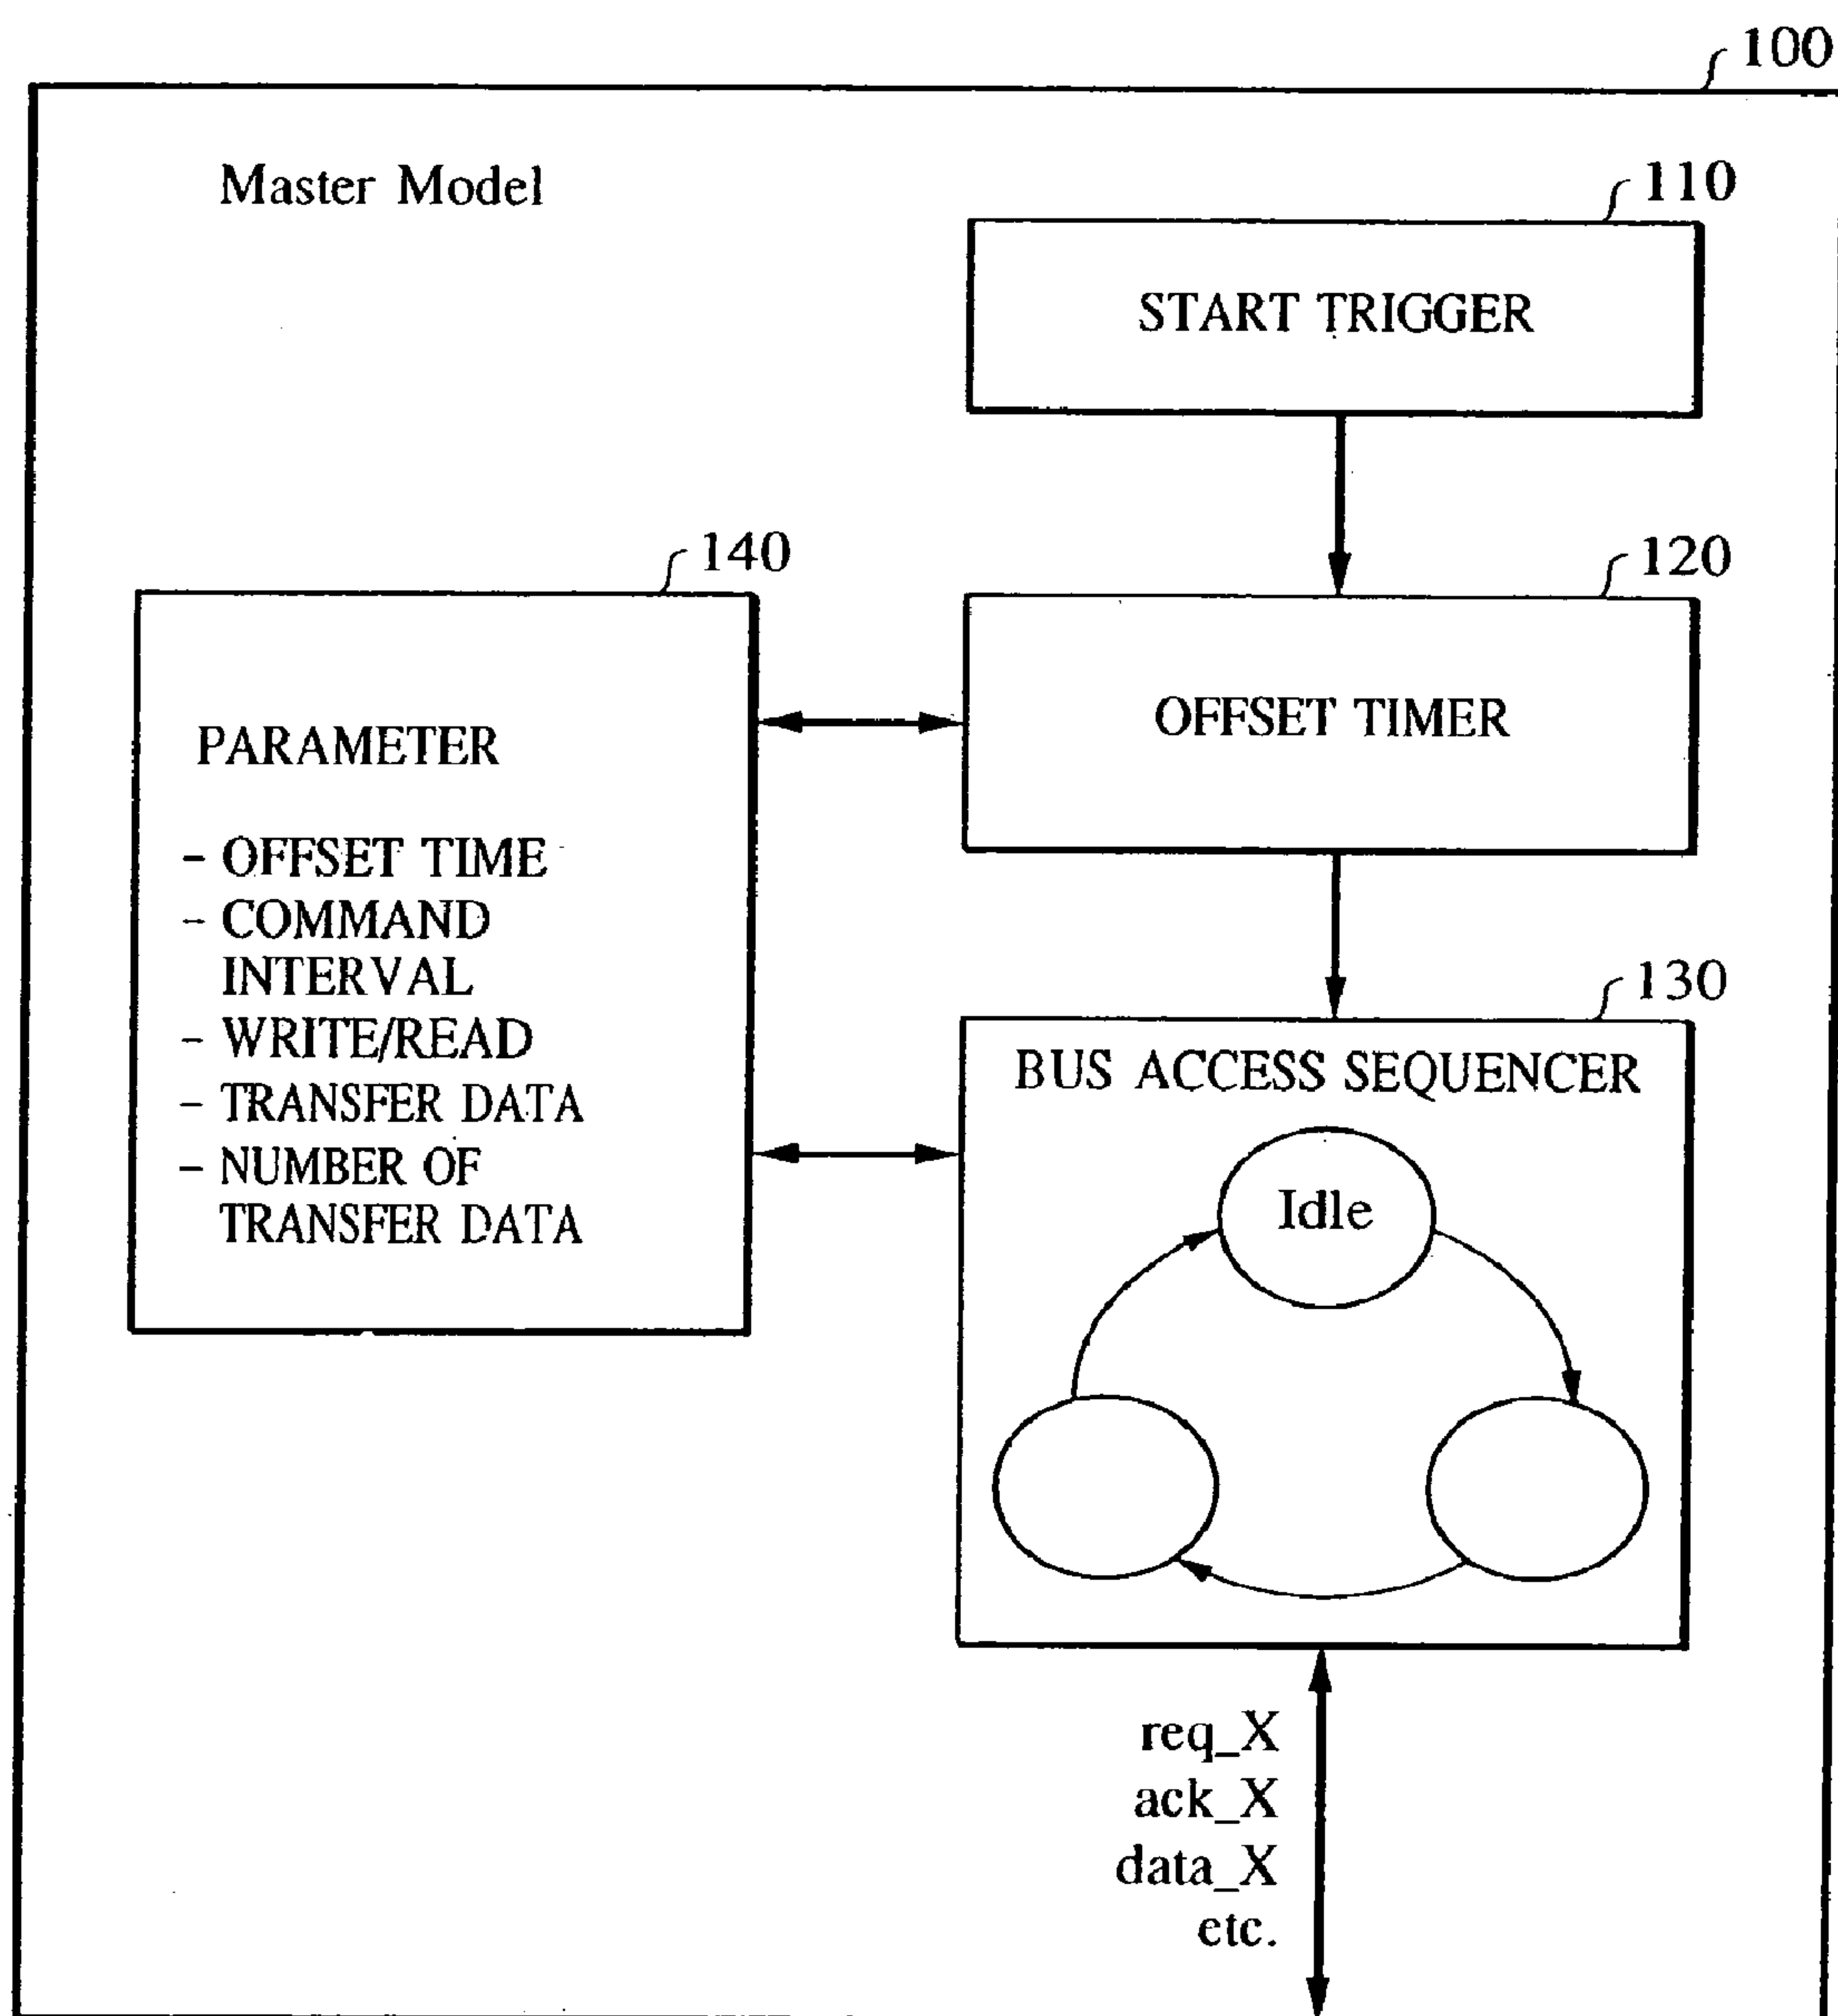 100
Master Model
110
START TRIGGER
140
120
PARAMETER
- OFFSET TIME
- COMMAND
INTERVAL
- WRITE/READ
- TRANSFER DATA
- NUMBER OF
TRANSFER DATA
OFFSET TIMER
130
BUS ACCESS SEQUENCER
Idle
req_X
ack_X
data_X
etc.